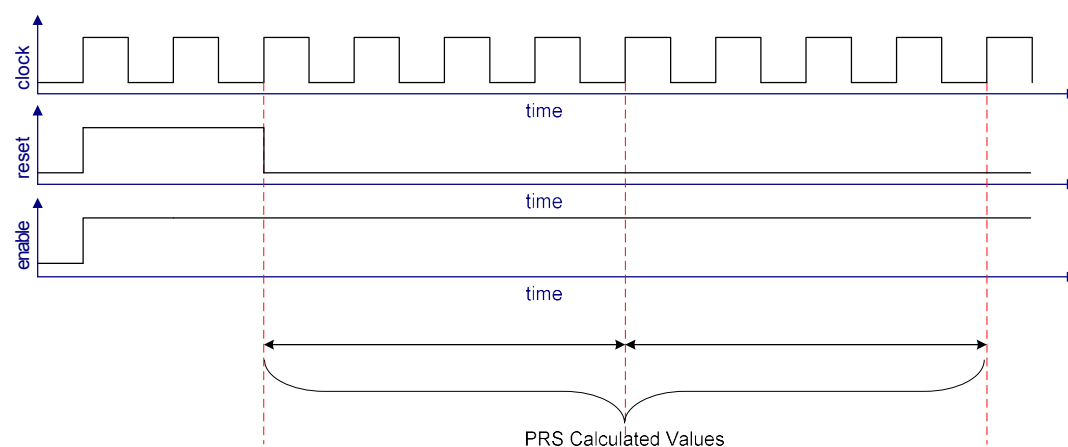 clock
time
reset
time
enable
time
PRS Calculated Values